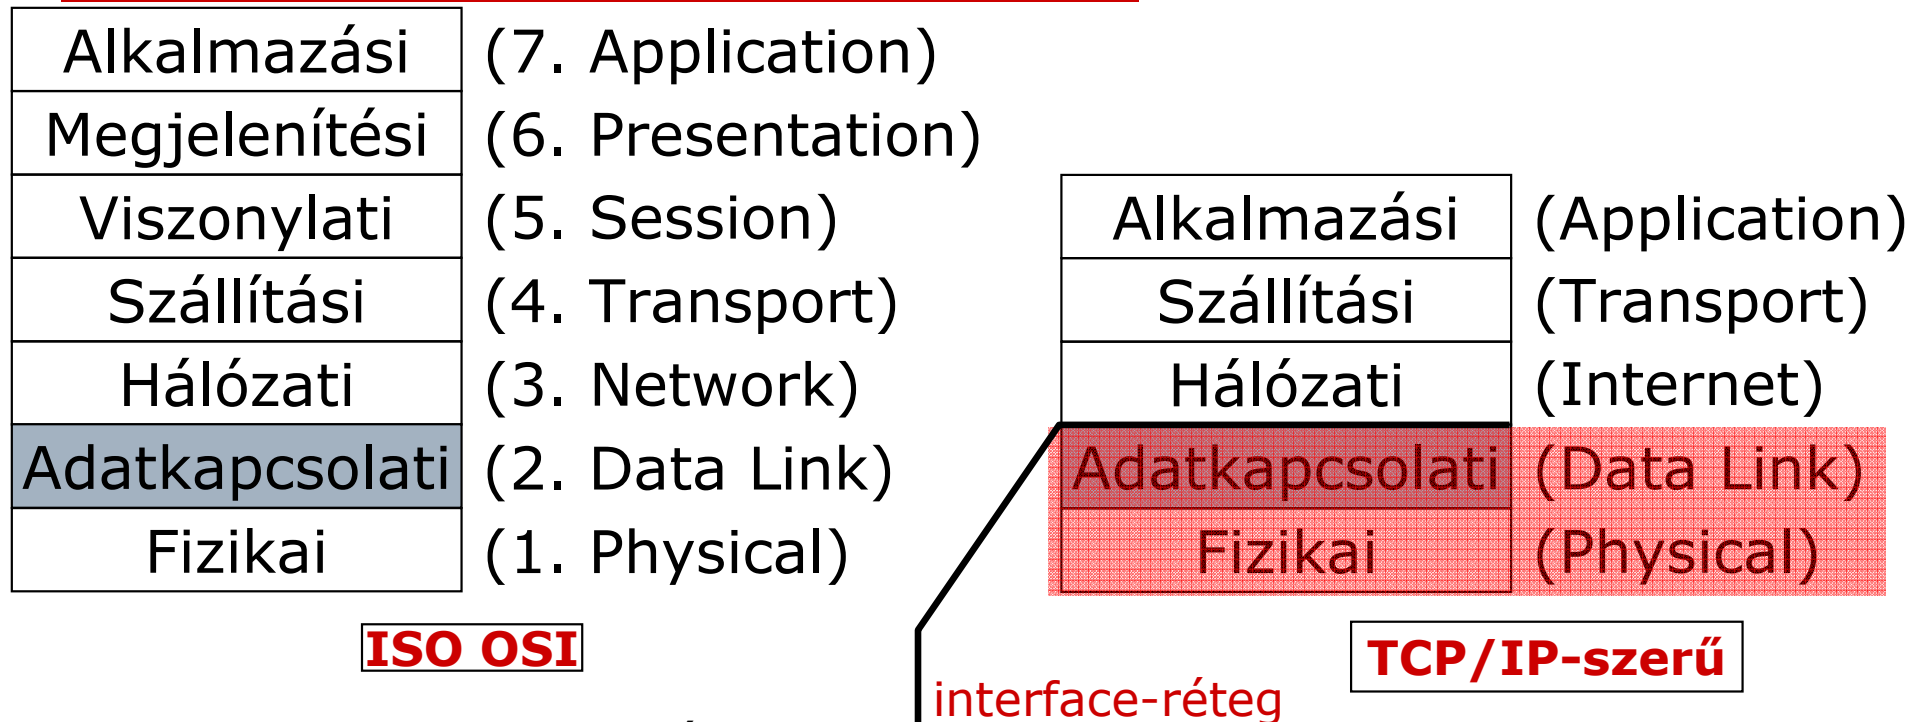 Alkalmazási (7. Application)
Megjelenítési (6. Presentation)
Viszonylati (5. Session)
Szállítási (4. Transport)
Hálózati (3. Network)
Adatkapcsolati (2. Data Link)
Fizikai (1. Physical)
ISO OSI
Alkalmazási (Application)
Szállítási (Transport)
Hálózati (Internet)
Adatkapcsolati (Data Link)
Fizikai (Physical)
TCP/IP-szerű
interface-réteg